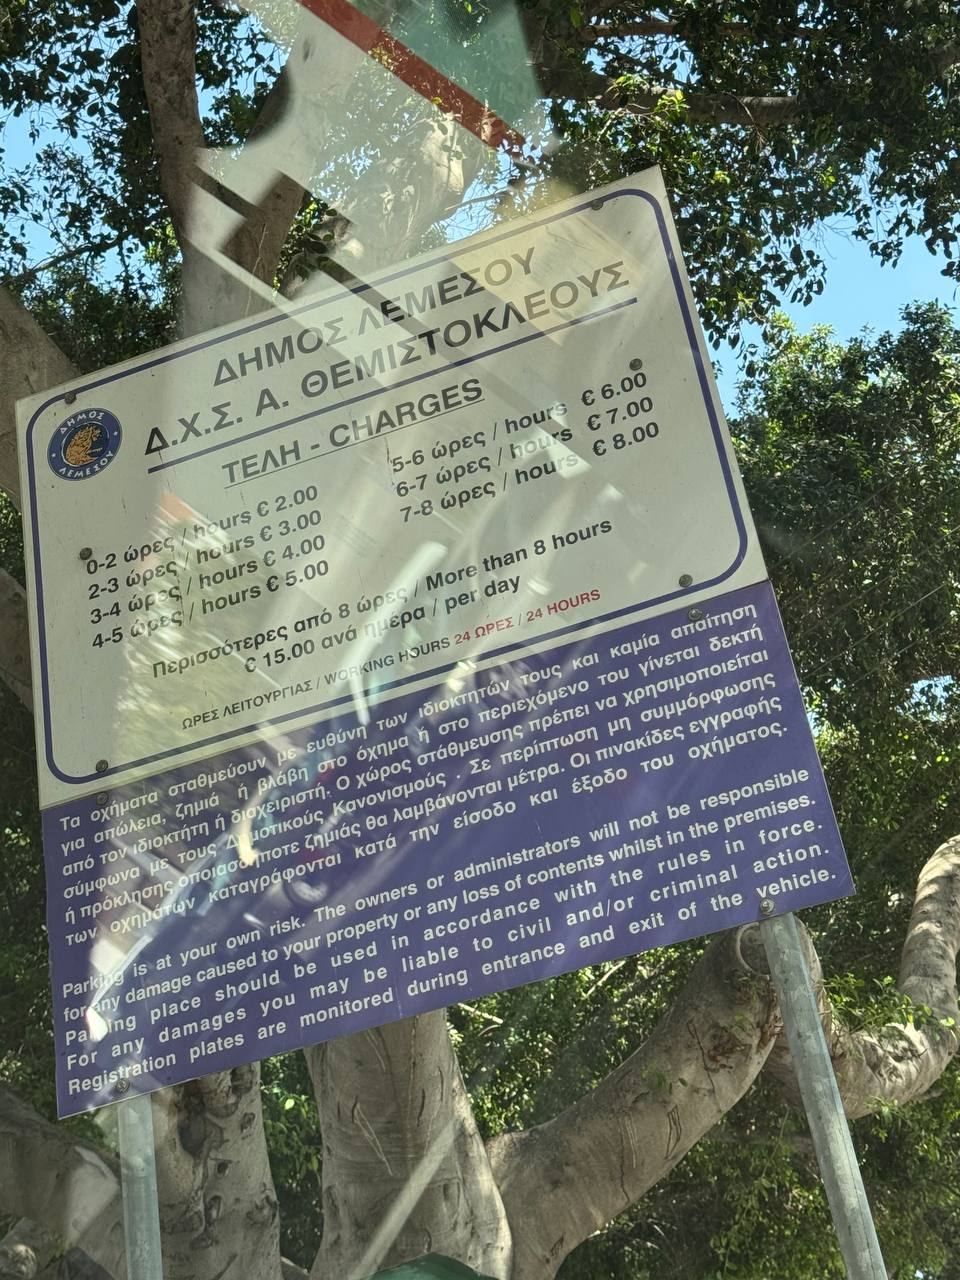 ΔΗΜΟΣ ΛΕΜΕΣΟΥ
Δ.Χ.Σ. Α. ΘΕΜΙΣΤΟΚΛΕΟΥΣ
ΔΗΜΟΣ ΛΕΜΕΣΟΥ
ΤΕΛΗ - CHARGES
0-2 ώρες / hours € 2.00
2-3 ώρες / hours € 3.00
3-4 ώρες / hours € 4.00
4-5 ώρες / hours € 5.00
5-6 ώρες / hours € 6.00
6-7 ώρες / hours € 7.00
7-8 ώρες / hours € 8.00
Περισσότερες από 8 ώρες / More than 8 hours
€ 15.00 ανά ημέρα / per day
ΩΡΕΣ ΛΕΙΤΟΥΡΓΙΑΣ / WORKING HOURS 24 ΩΡΕΣ / 24 HOURS
Τα οχήματα σταθμεύουν με ευθύνη των ιδιοκτητών τους και καμία απαίτηση
για απώλεια, ζημιά ή βλάβη στο όχημα ή στο περιεχόμενο του γίνεται δεκτή
από τον ιδιοκτήτη ή διαχειριστή. Ο χώρος στάθμευσης πρέπει να χρησιμοποιείται
σύμφωνα με τους Δημοτικούς Κανονισμούς . Σε περίπτωση μη συμμόρφωσης
ή πρόκλησης οποιασδήποτε ζημιάς θα λαμβάνονται μέτρα. Οι πινακίδες εγγραφής
των οχημάτων καταγράφονται κατά την είσοδο και έξοδο του οχήματος.
Parking is at your own risk. The owners or administrators will not be responsible
for any damage caused to your property or any loss of contents whilst in the premises.
Parking place should be used in accordance with the rules in force.
For any damages you may be liable to civil and/or criminal action.
Registration plates are monitored during entrance and exit of the vehicle.